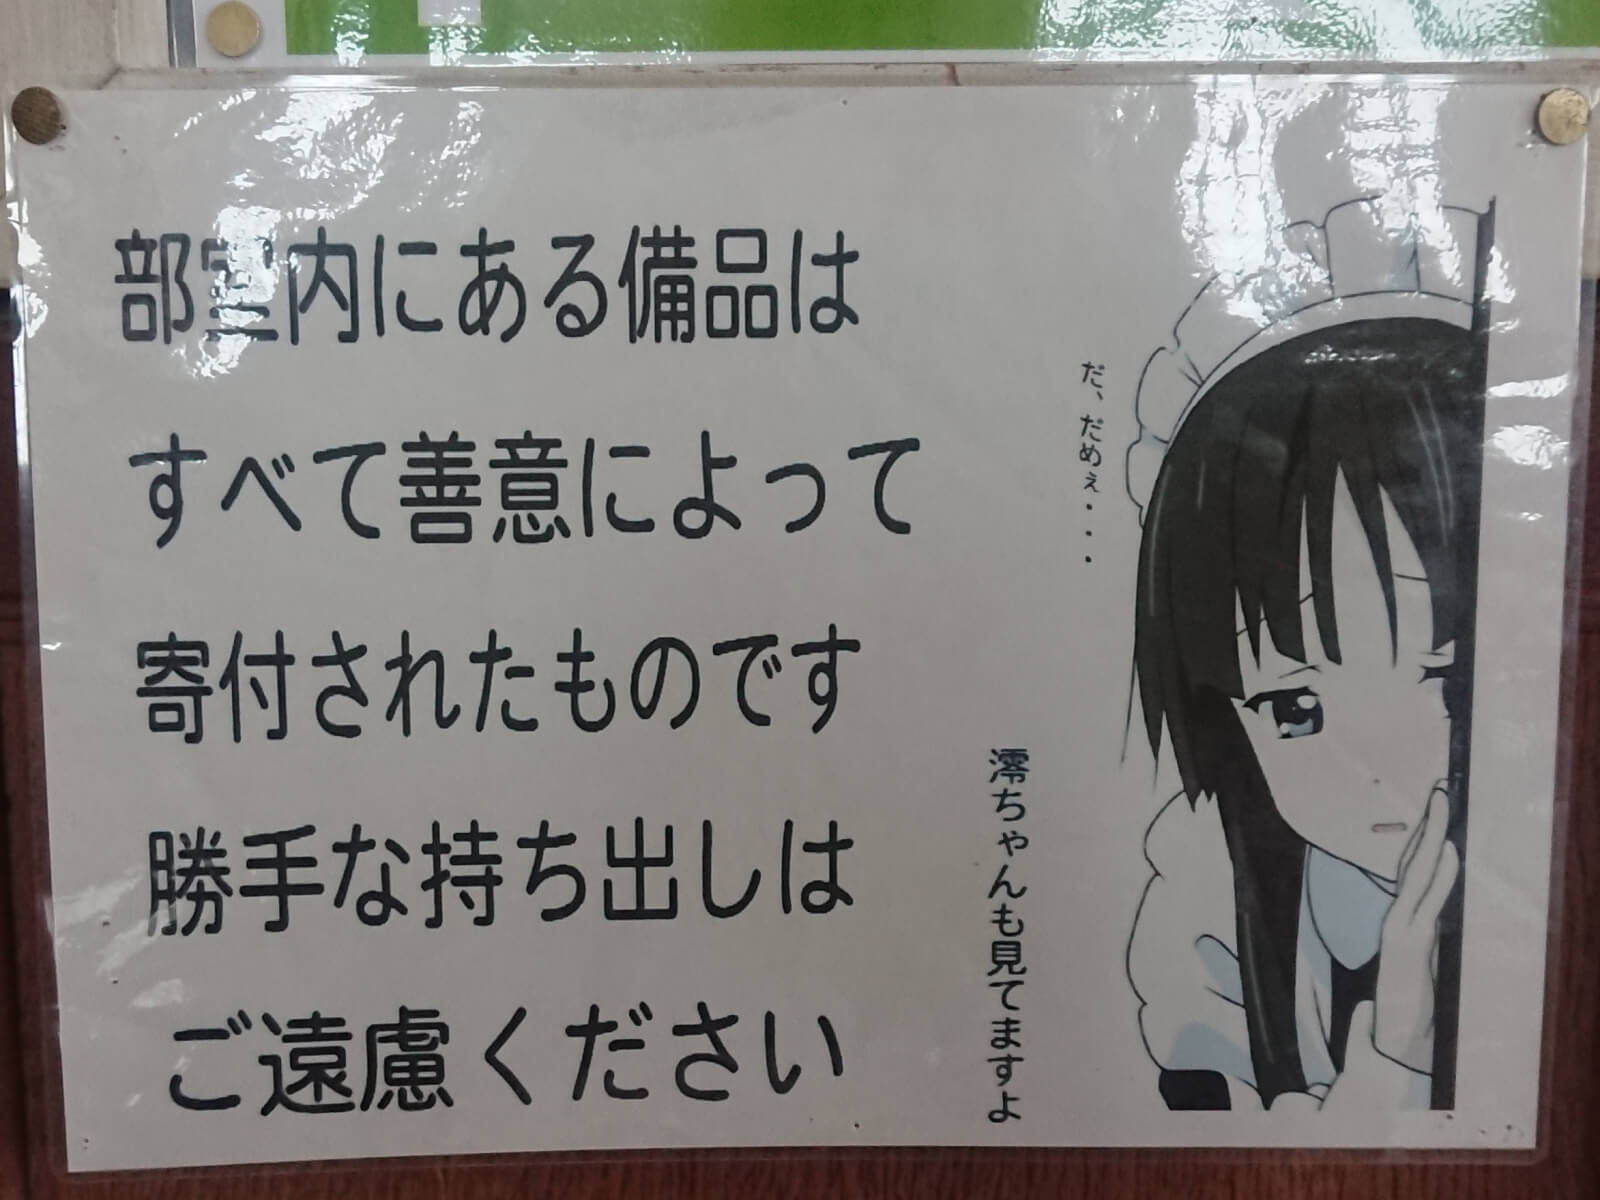 部室内にある備品は
すべて善意によって
寄付されたものです
勝手な持ち出しは
ご遠慮ください
だ、だめぇ・・・
澪ちゃんも見てますよ